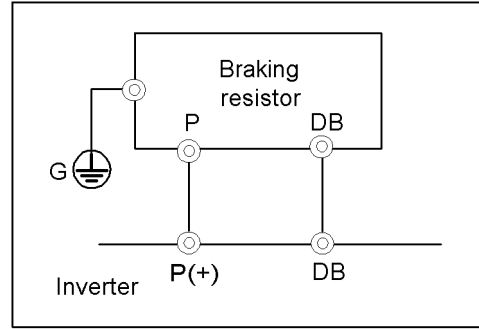 Braking
resistor
P DB
G
P(+) DB
Inverter